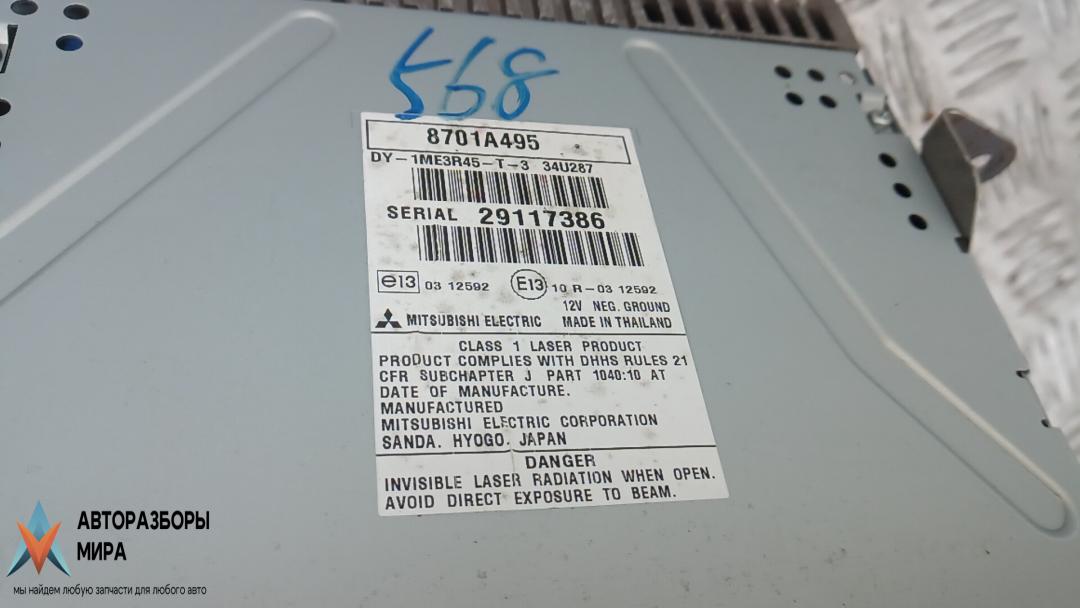 568
8701A495
DY-1ME3R45-T-3 34U287
SERIAL 29117386
e13 03 12592 E13 10 R-03 12592
12V NEG. GROUND
MITSUBISHI ELECTRIC MADE IN THAILAND
CLASS 1 LASER PRODUCT
PRODUCT COMPLIES WITH DHHS RULES 21
CFR SUBCHAPTER J PART 1040:10 AT
DATE OF MANUFACTURE.
MANUFACTURED
MITSUBISHI ELECTRIC CORPORATION
SANDA. HYOGO. JAPAN
DANGER
INVISIBLE LASER RADIATION WHEN OPEN.
AVOID DIRECT EXPOSURE TO BEAM.
АВТОРАЗБОРЫ
МИРА
мы найдем любую запчасти для любого авто